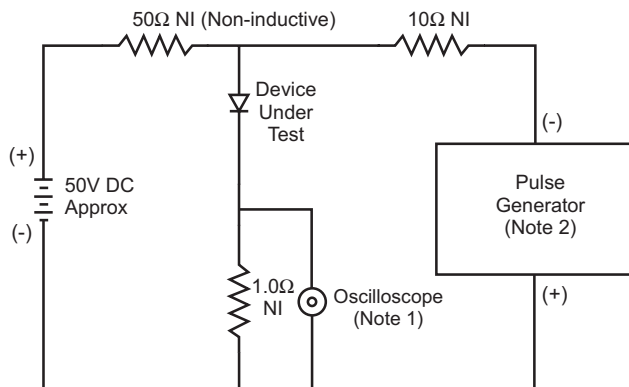 50Ω NI (Non-inductive)
10Ω NI
Device
Under
Test
(+)
50V DC
Approx
(-)
(-)
Pulse
Generator
(Note 2)
(+)
1.0Ω
NI
Oscilloscope
(Note 1)